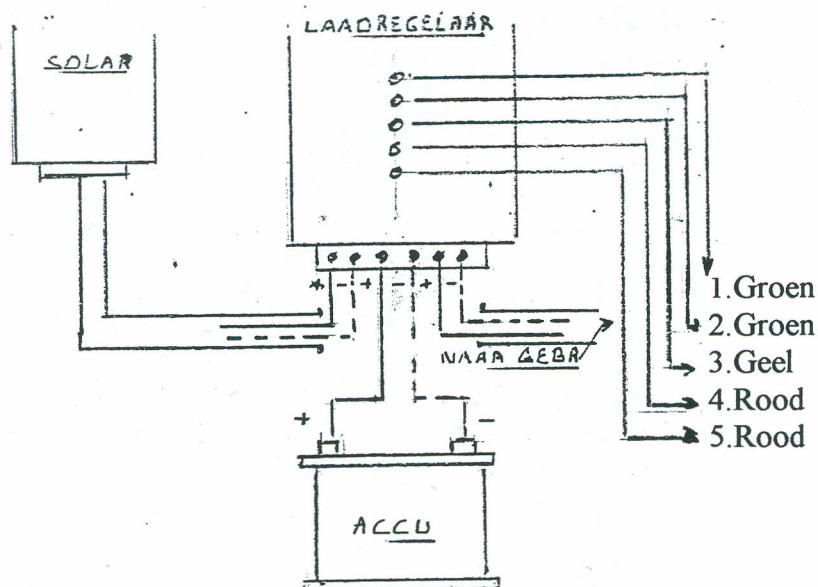 LAADREGELAAR
SOLAR
+ - + - + -
1.Groen
2.Groen
NAAR GEBR
3.Geel
4.Rood
+ -
5.Rood
ACCU